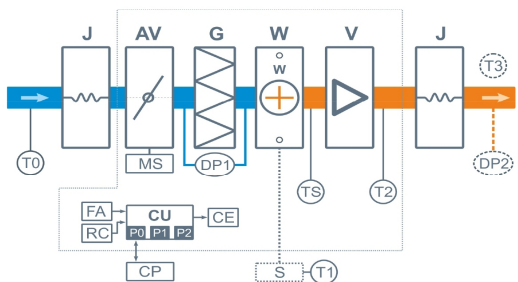 J AV G W V J
W
T3
T0 MS DP1 TS T2 DP2
FA CU CE
RC P0 P1 P2
CP S T1